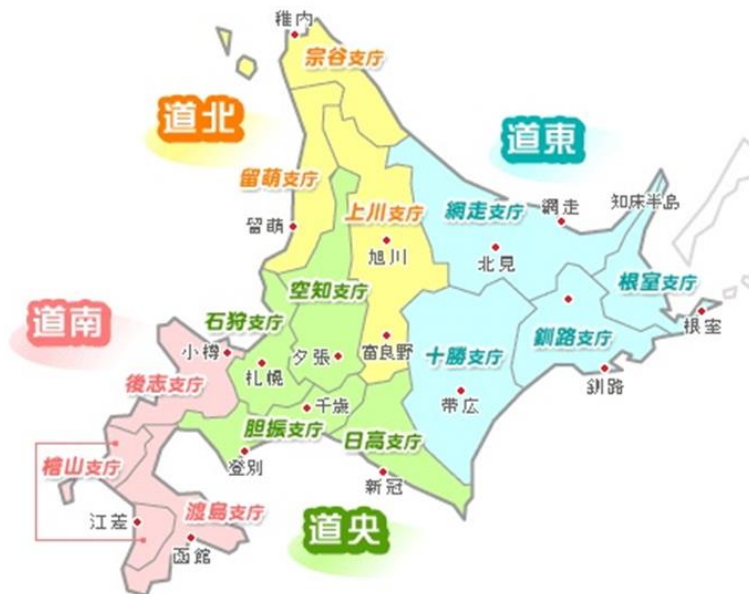 稚内
宗谷支庁
道北
道東
留萌支庁
上川支庁
網走支庁
網走
知床半島
留萌
旭川
北見
空知支庁
根室支庁
道南
石狩支庁
根室
小樽
札幌
夕張
富良野
十勝支庁
釧路支庁
後志支庁
帯広
釧路
千歳
胆振支庁
日高支庁
檜山支庁
登別
新冠
渡島支庁
江差
函館
道央